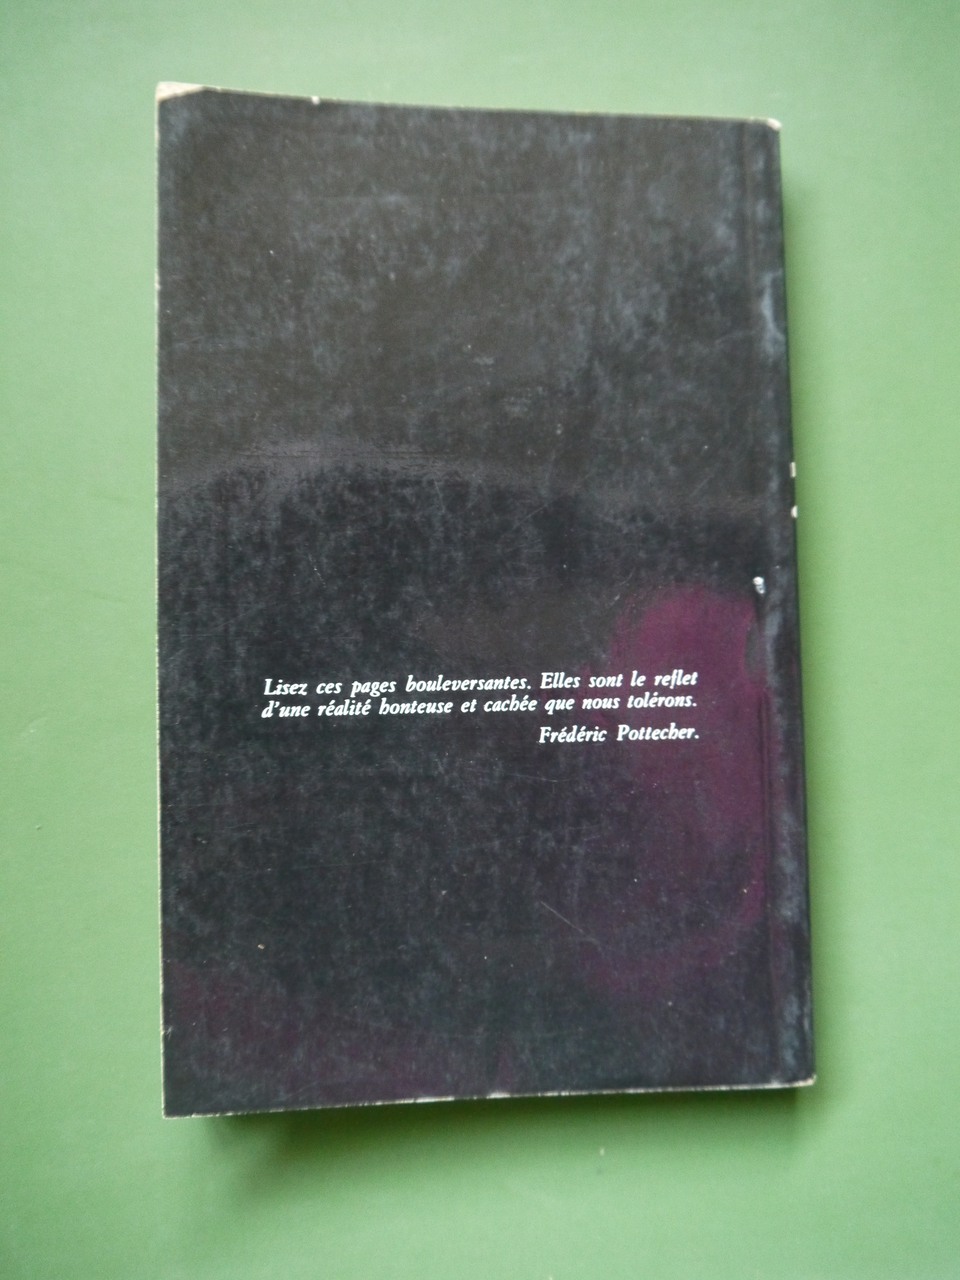 Lisez ces pages bouleversantes. Elles sont le reflet
d'une réalité honteuse et cachée que nous tolérons.
Frédéric Pottecher.